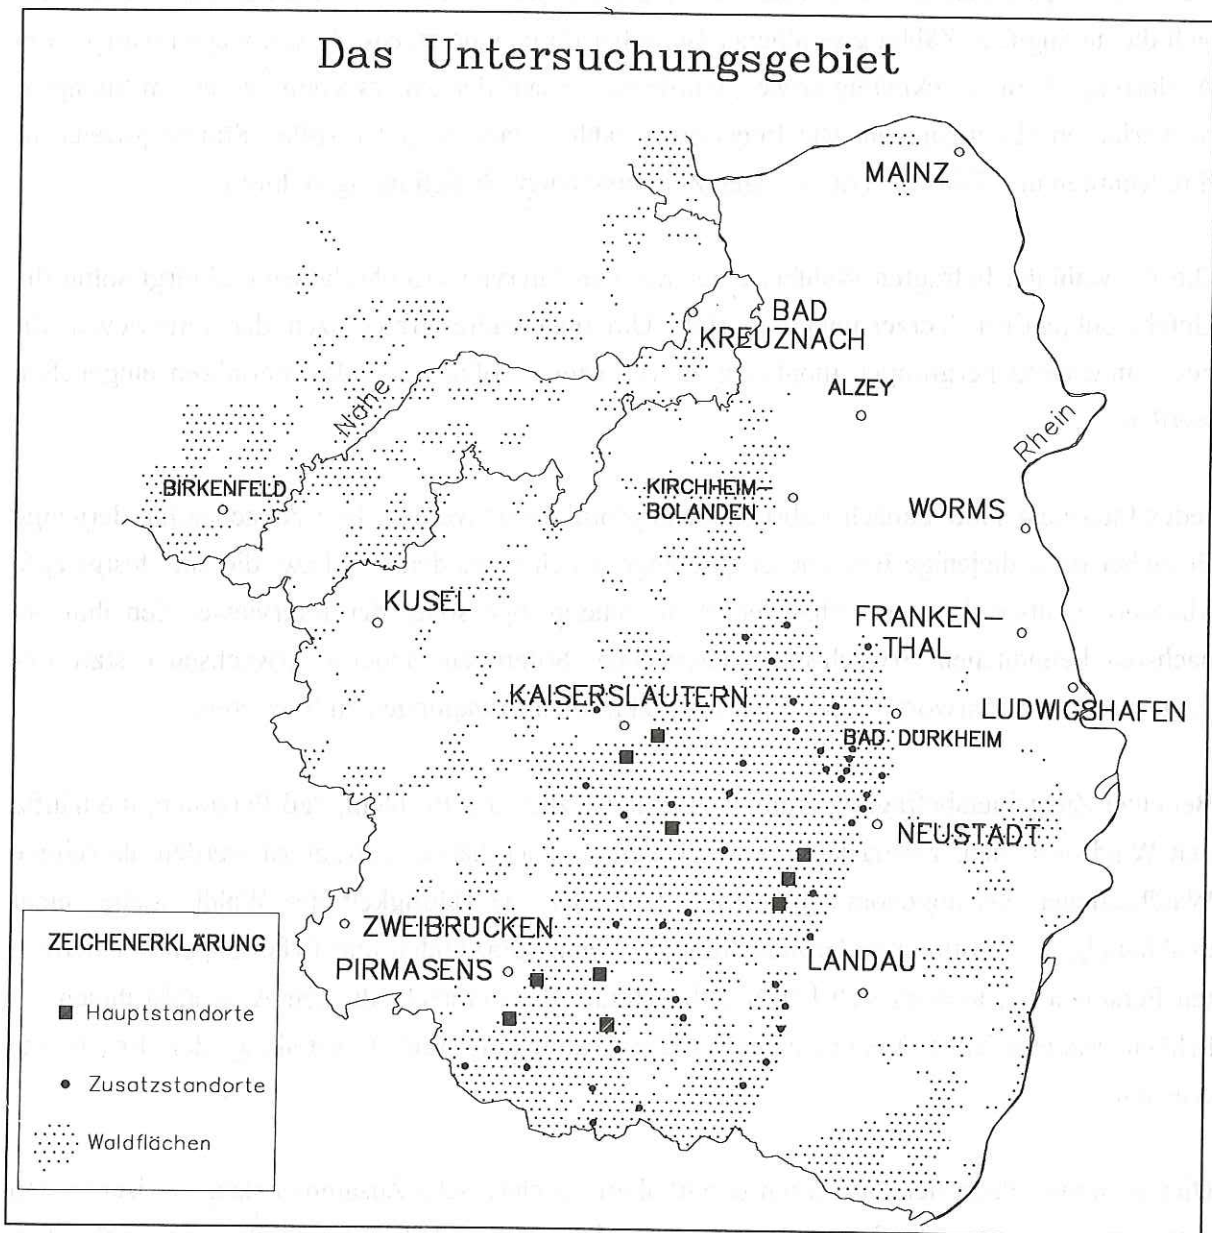 Das Untersuchungsgebiet
MAINZ
BAD
KREUZNACH
ALZEY
Nahe
Rhein
BIRKENFELD
KIRCHHEIM–
BOLANDEN
WORMS
KUSEL
FRANKEN–
THAL
KAISERSLAUTERN
LUDWIGSHAFEN
BAD DÜRKHEIM
NEUSTADT
ZWEIBRÜCKEN
PIRMASENS
LANDAU
ZEICHENERKLÄRUNG
Hauptstandorte
Zusatzstandorte
Waldflächen